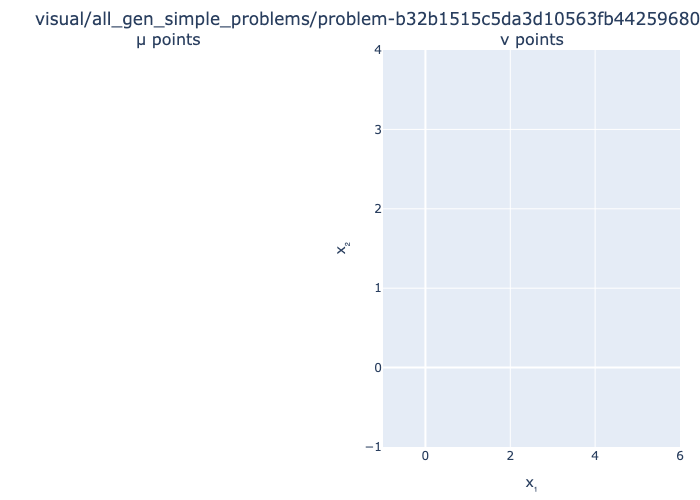 visual/all_gen_simple_problems/problem-b32b1515c5da3d10563fb44259680
μ points
ν points
4
3
2
1
0
−1
x₂
0
2
4
6
x₁